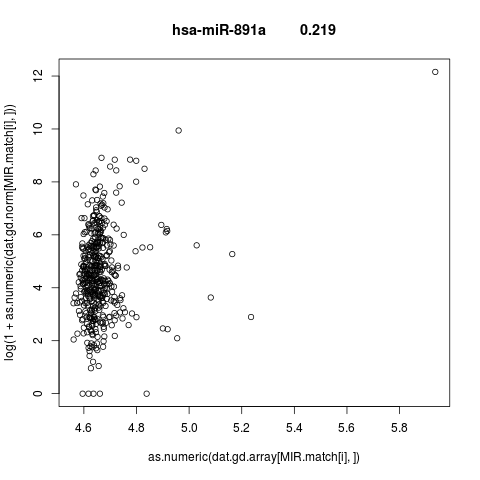 hsa-miR-891a 0.219
log(1 + as.numeric(dat.gd.norm[MIR.match[i], ]))
12
10
8
6
4
2
0
4.6 4.8 5.0 5.2 5.4 5.6 5.8
as.numeric(dat.gd.array[MIR.match[i], ])